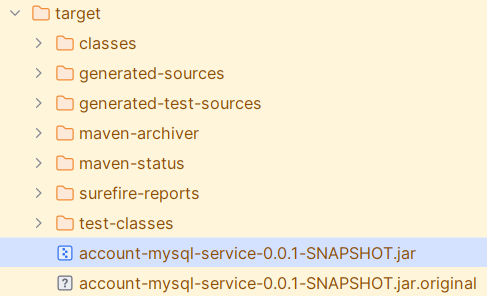 target
classes
generated-sources
generated-test-sources
maven-archiver
maven-status
surefire-reports
test-classes
account-mysql-service-0.0.1-SNAPSHOT.jar
account-mysql-service-0.0.1-SNAPSHOT.jar.original